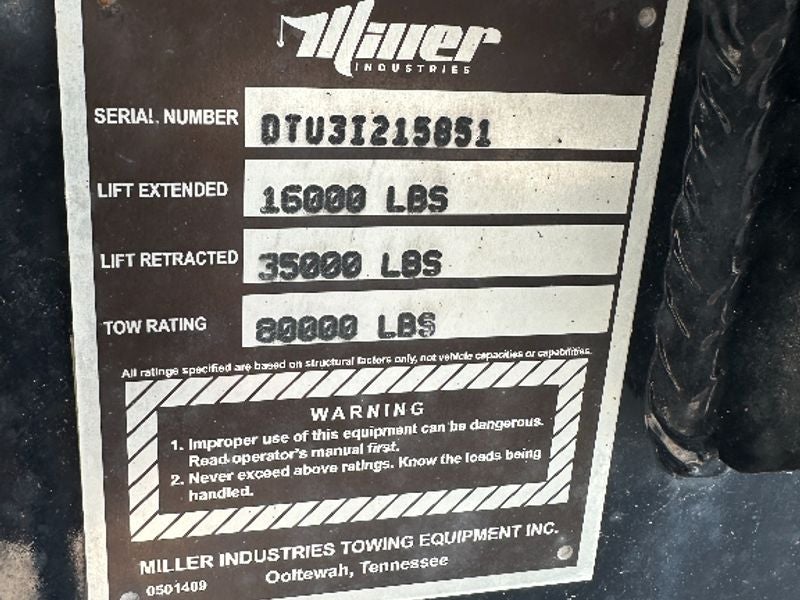 Miller
INDUSTRIES
SERIAL NUMBER DTU3I215851
LIFT EXTENDED 16000 LBS
LIFT RETRACTED 35000 LBS
TOW RATING 80000 LBS
All ratings specified are based on structural factors only, not vehicle capacities or capabilities.
WARNING
1. Improper use of this equipment can be dangerous.
Read operator's manual first.
2. Never exceed above ratings. Know the loads being
handled.
MILLER INDUSTRIES TOWING EQUIPMENT INC.
Ooltewah, Tennessee
0501409